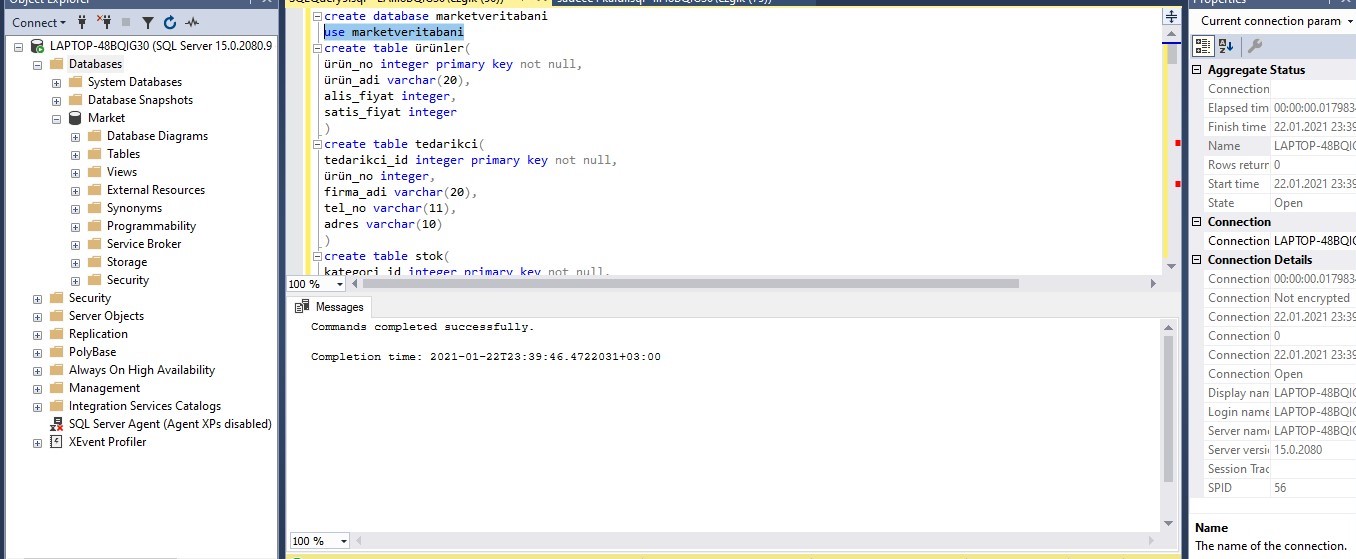 Object Explorer
Connect
LAPTOP-48BQIG30 (SQL Server 15.0.2080.9
Databases
System Databases
Database Snapshots
Market
Database Diagrams
Tables
Views
External Resources
Synonyms
Programmability
Service Broker
Storage
Security
Security
Server Objects
Replication
PolyBase
Always On High Availability
Management
Integration Services Catalogs
SQL Server Agent (Agent XPs disabled)
XEvent Profiler
create database marketveritabani
use marketveritabani
create table ürünler(
ürün_no integer primary key not null,
ürün_adi varchar(20),
alis_fiyat integer,
satis_fiyat integer
)
create table tedarikci(
tedarikci_id integer primary key not null,
ürün_no integer,
firma_adi varchar(20),
tel_no varchar(11),
adres varchar(10)
)
create table stok(
kategori_id integer primary key not null,
100 %
Messages
Commands completed successfully.
Completion time: 2021-01-22T23:39:46.4722031+03:00
100 %
Properties
Current connection param
Aggregate Status
Connection
Elapsed tim 00:00:00.017983
Finish time 22.01.2021 23:39
Name LAPTOP-48BQIG
Rows return 0
Start time 22.01.2021 23:39
State Open
Connection
Connection LAPTOP-48BQIG
Connection Details
Connection 00:00:00.017983
Connection Not encrypted
Connection 22.01.2021 23:39
Connection 0
Connection 22.01.2021 23:39
Connection Open
Display nam LAPTOP-48BQIG
Login name LAPTOP-48BQIG
Server name LAPTOP-48BQIG
Server versi 15.0.2080
Session Trac
SPID 56
Name
The name of the connection.